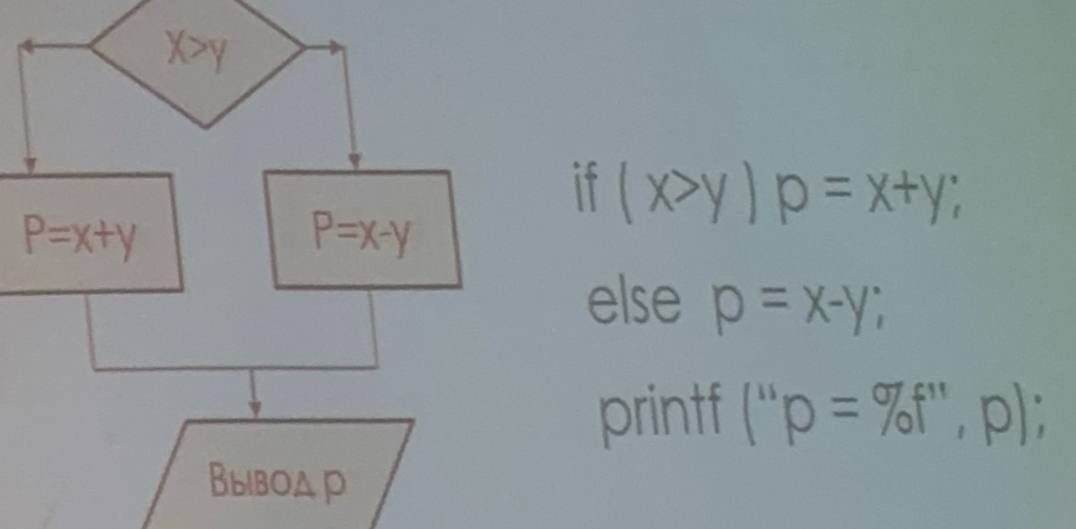 X>y
P=x+y
P=x-y
Вывод p
if ( x>y ) p = x+y;
else p = x-y;
printf (“p = %f”, p);